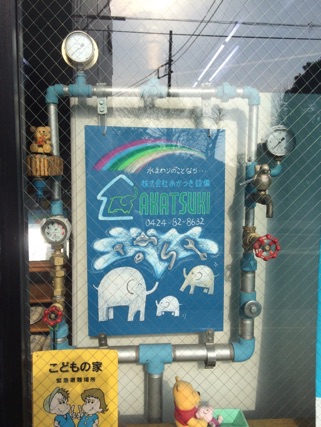 水まわりのことなら…
株式会社あかつき設備
AKATSUKI
0424-82-8632
こどもの家
緊急避難場所